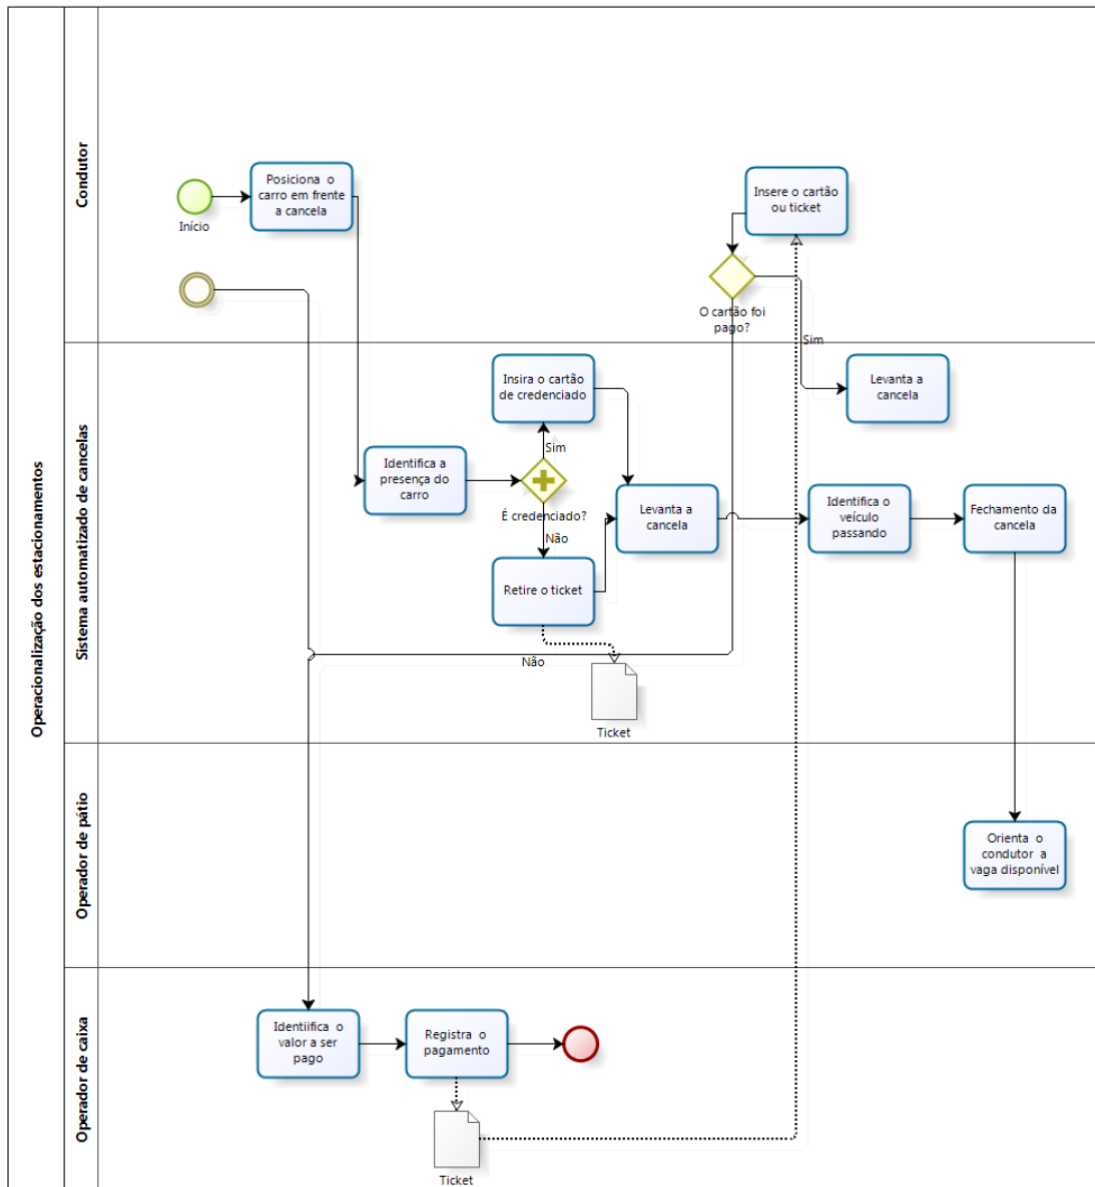 Operacionalização dos estacionamentos
Condutor
Início
Posiciona o
carro em frente
a cancela
Insere o cartão
ou ticket
O cartão foi
pago?
Sim
Sistema automatizado de cancelas
Identifica a
presença do
carro
Insira o cartão
de credenciado
Sim
É credenciado?
Não
Retire o ticket
Levanta a
cancela
Levanta a
cancela
Identifica o
veículo
passando
Fechamento da
cancela
Não
Ticket
Operador de pátio
Orienta o
condutor a
vaga disponível
Operador de caixa
Identiifica o
valor a ser
pago
Registra o
pagamento
Ticket